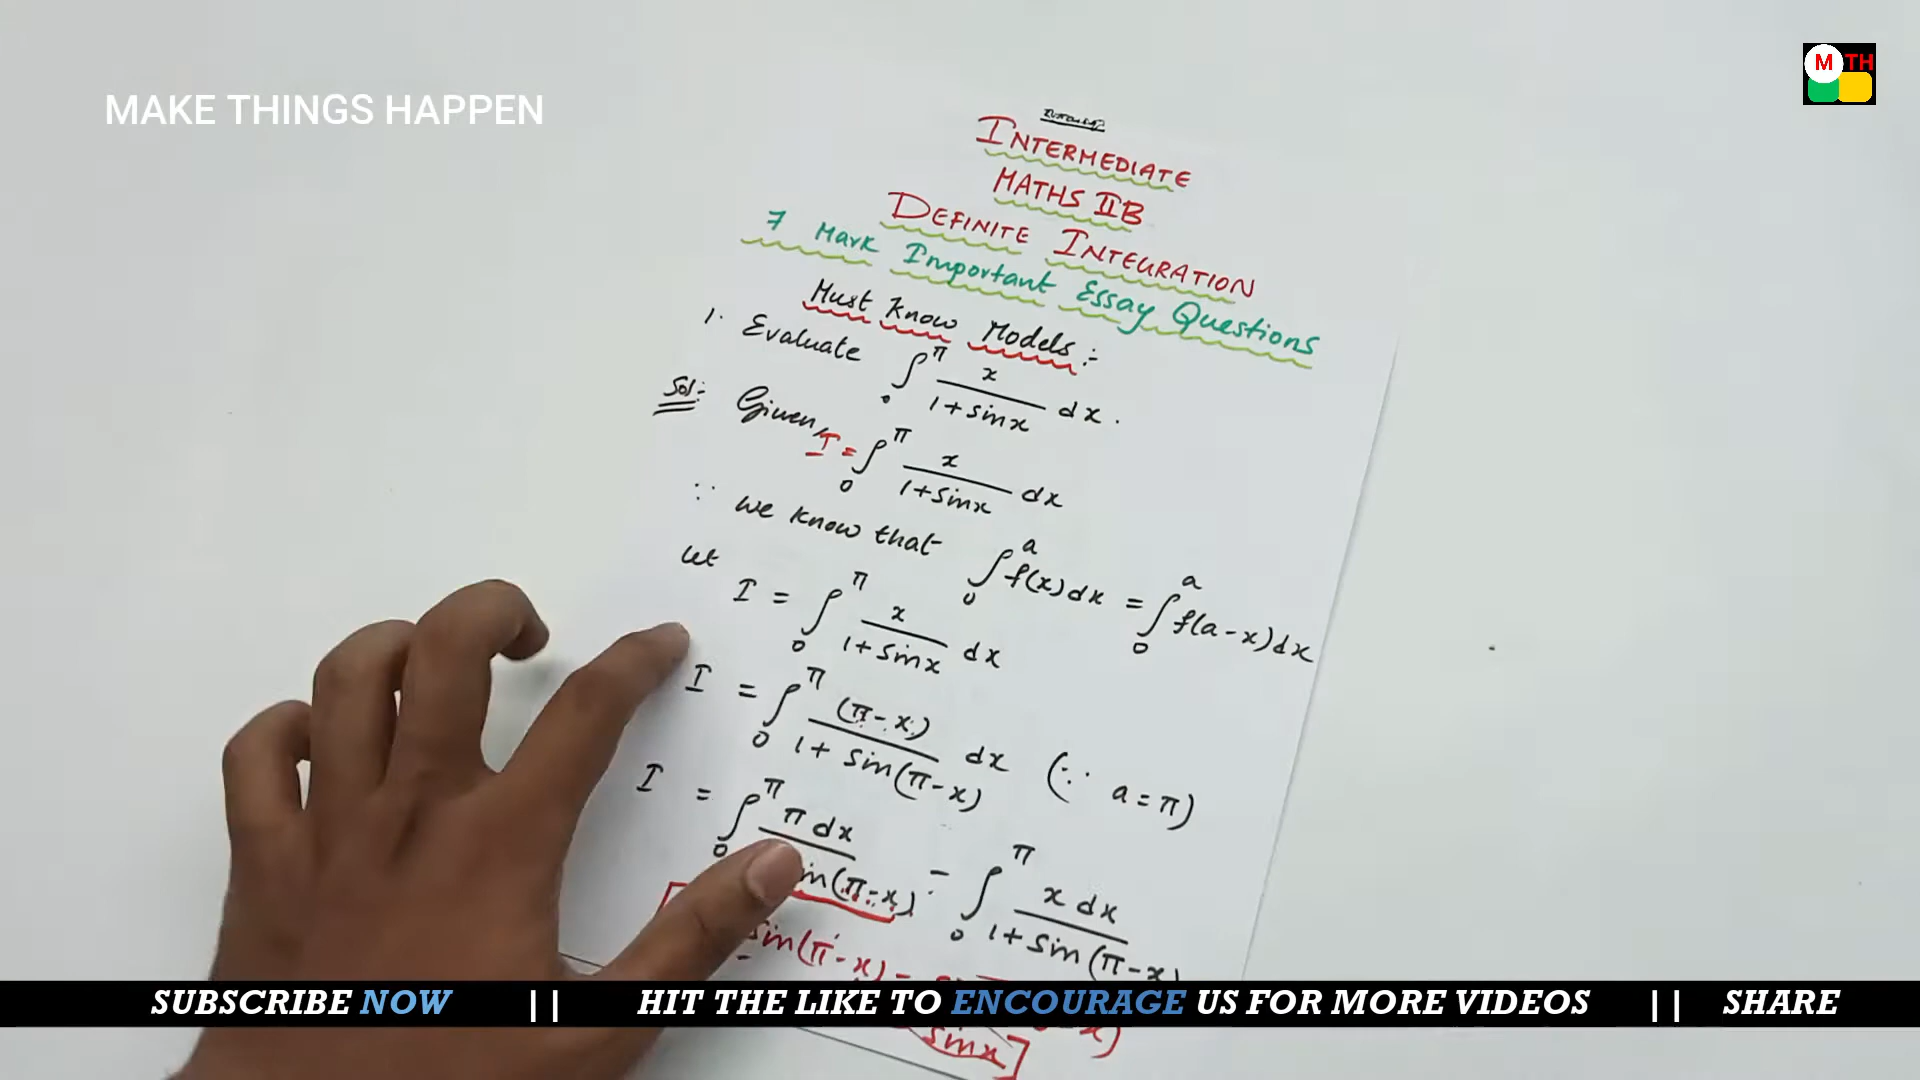 MAKE THINGS HAPPEN
M TH
INTERMEDIATE
MATHS IIB
DEFINITE INTEGRATION
7 Mark Important Essay Questions
Must Know Models :-
1. Evaluate ∫₀^π x/(1+sinx) dx.
Sol:- Given, I = ∫₀^π x/(1+sinx) dx
∵ we know that ∫₀^a f(x)dx = ∫₀^a f(a-x)dx
let I = ∫₀^π x/(1+sinx) dx
I = ∫₀^π (π-x)/(1+sin(π-x)) dx (∵ a=π)
I = ∫₀^π π dx/in(π-x) - ∫₀^π x dx/(1+sin(π-x)
sin(π-x) =
sinx]
SUBSCRIBE NOW || HIT THE LIKE TO ENCOURAGE US FOR MORE VIDEOS || SHARE